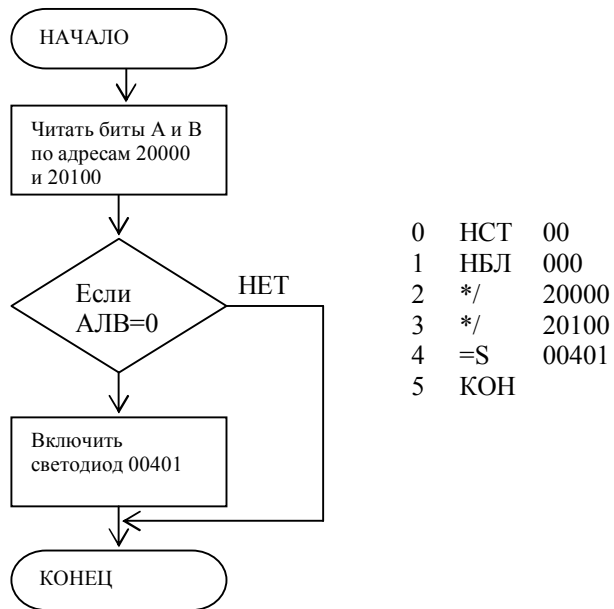 НАЧАЛО
Читать биты А и В
по адресам 20000
и 20100
Если
АЛВ=0
НЕТ
Включить
светодиод 00401
КОНЕЦ
0 НСТ 00
1 НБЛ 000
2 */ 20000
3 */ 20100
4 =S 00401
5 КОН